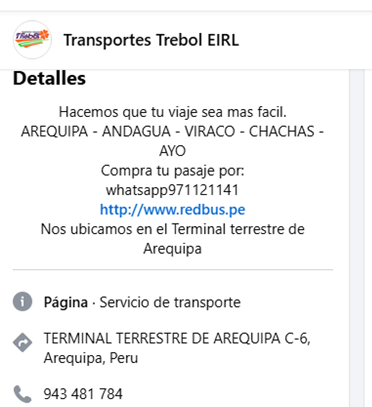 Trebol
Transportes Trebol EIRL
Detalles
Hacemos que tu viaje sea mas facil.
AREQUIPA - ANDAGUA - VIRACO - CHACHAS -
AYO
Compra tu pasaje por:
whatsapp971121141
http://www.redbus.pe
Nos ubicamos en el Terminal terrestre de
Arequipa
Página · Servicio de transporte
TERMINAL TERRESTRE DE AREQUIPA C-6,
Arequipa, Peru
943 481 784